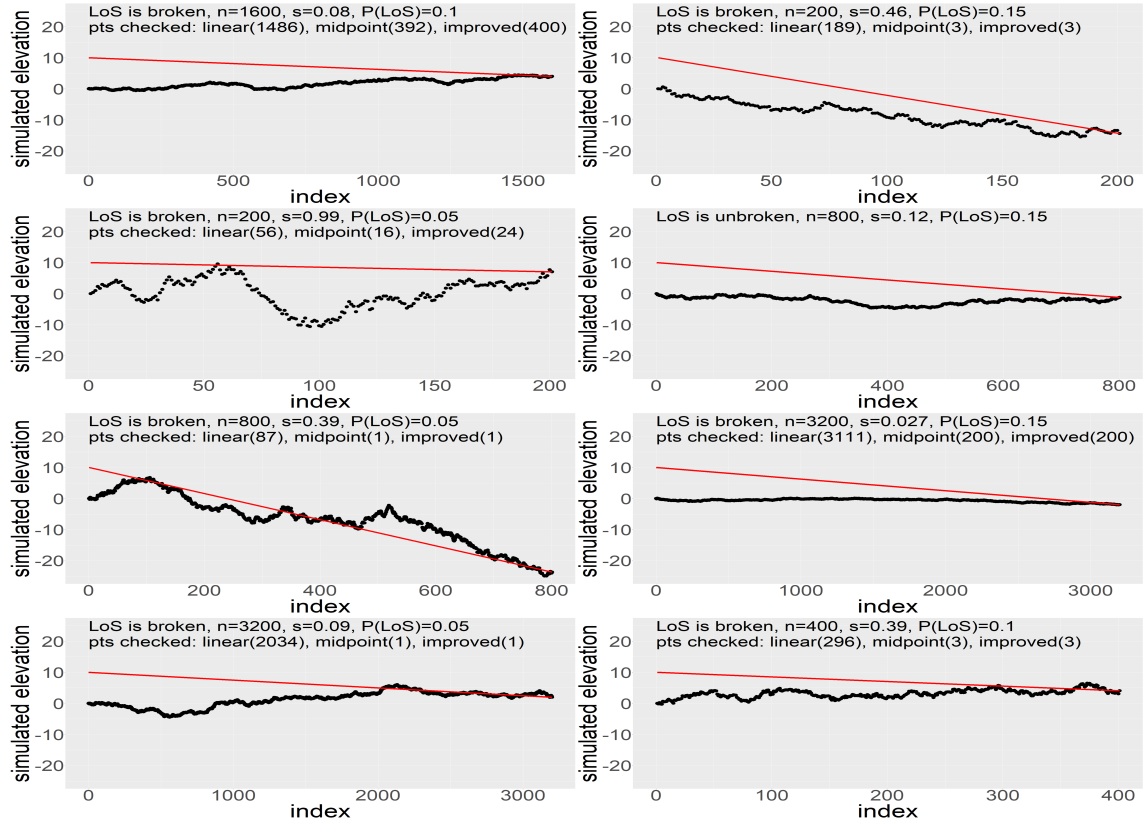 LoS is broken, n=1600, s=0.08, P(LoS)=0.1
pts checked: linear(1486), midpoint(392), improved(400)
simulated elevation
20
10
0
-10
-20
0 500 1000 1500
index
LoS is broken, n=200, s=0.46, P(LoS)=0.15
pts checked: linear(189), midpoint(3), improved(3)
simulated elevation
20
10
0
-10
-20
0 50 100 150 200
index
LoS is broken, n=200, s=0.99, P(LoS)=0.05
pts checked: linear(56), midpoint(16), improved(24)
simulated elevation
20
10
0
-10
-20
0 50 100 150 200
index
LoS is unbroken, n=800, s=0.12, P(LoS)=0.15
simulated elevation
20
10
0
-10
-20
0 200 400 600 800
index
LoS is broken, n=800, s=0.39, P(LoS)=0.05
pts checked: linear(87), midpoint(1), improved(1)
simulated elevation
20
10
0
-10
-20
0 200 400 600 800
index
LoS is broken, n=3200, s=0.027, P(LoS)=0.15
pts checked: linear(3111), midpoint(200), improved(200)
simulated elevation
20
10
0
-10
-20
0 1000 2000 3000
index
LoS is broken, n=3200, s=0.09, P(LoS)=0.05
pts checked: linear(2034), midpoint(1), improved(1)
simulated elevation
20
10
0
-10
-20
0 1000 2000 3000
index
LoS is broken, n=400, s=0.39, P(LoS)=0.1
pts checked: linear(296), midpoint(3), improved(3)
simulated elevation
20
10
0
-10
-20
0 100 200 300 400
index